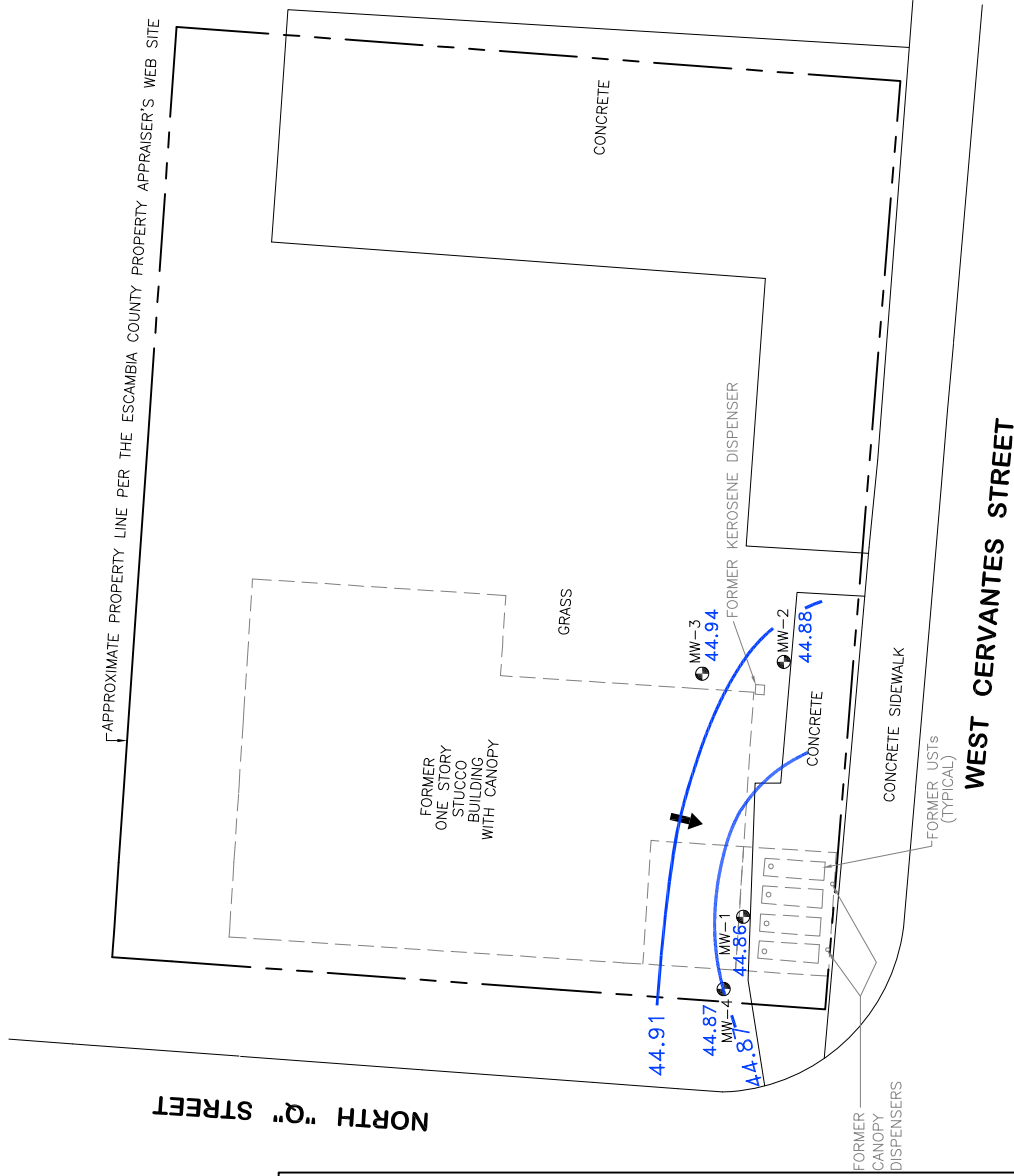 APPROXIMATE PROPERTY LINE PER THE ESCAMBIA COUNTY PROPERTY APPRAISER'S WEB SITE
CONCRETE
GRASS
FORMER
ONE STORY
STUCCO
BUILDING
WITH CANOPY
FORMER KEROSENE DISPENSER
MW-3
44.94
MW-2
44.88
CONCRETE
MW-1
44.86
44.87
MW-4
44.91
44.87
CONCRETE SIDEWALK
FORMER USTs
(TYPICAL)
WEST CERVANTES STREET
NORTH "Q" STREET
FORMER
CANOPY
DISPENSERS